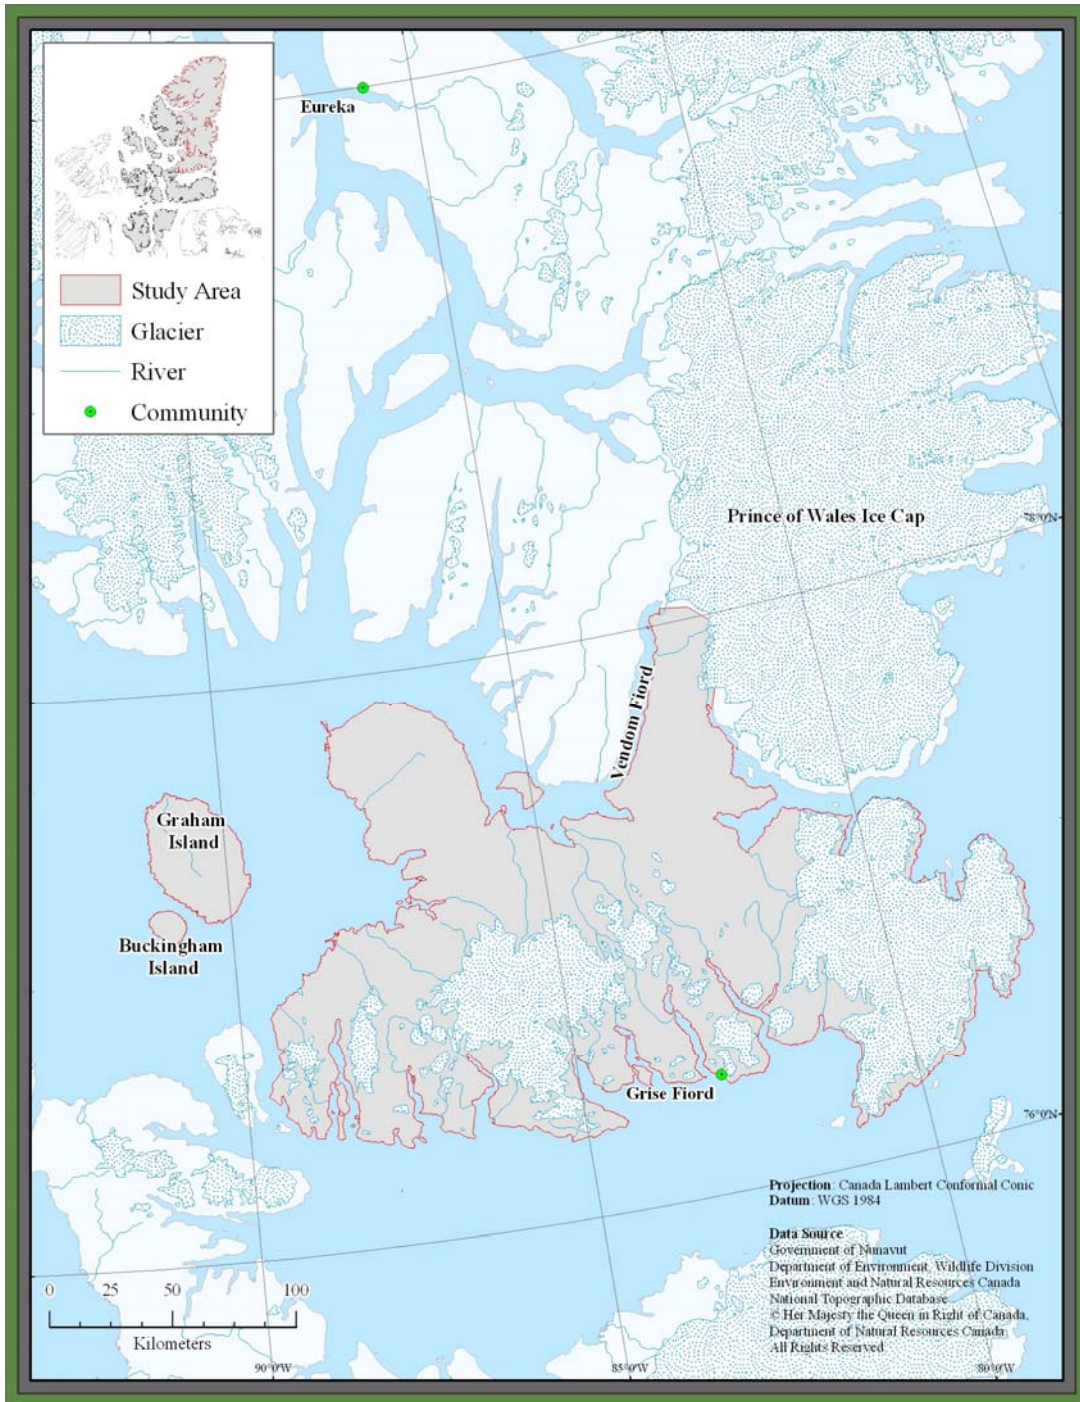 Eureka
Study Area
Glacier
River
Community
Prince of Wales Ice Cap
78°0'N
Vendom Fiord
Graham
Island
Buckingham
Island
Grise Fiord
76°0'N
Projection: Canada Lambert Conformal Conic
Datum: WGS 1984
Data Source
Government of Nunavut
Department of Environment, Wildlife Division
Environment and Natural Resources Canada
National Topographic Database
© Her Majesty the Queen in Right of Canada,
Department of Natural Resources Canada.
All Rights Reserved
0 25 50 100
Kilometers
90°0'W
85°0'W
80°0'W